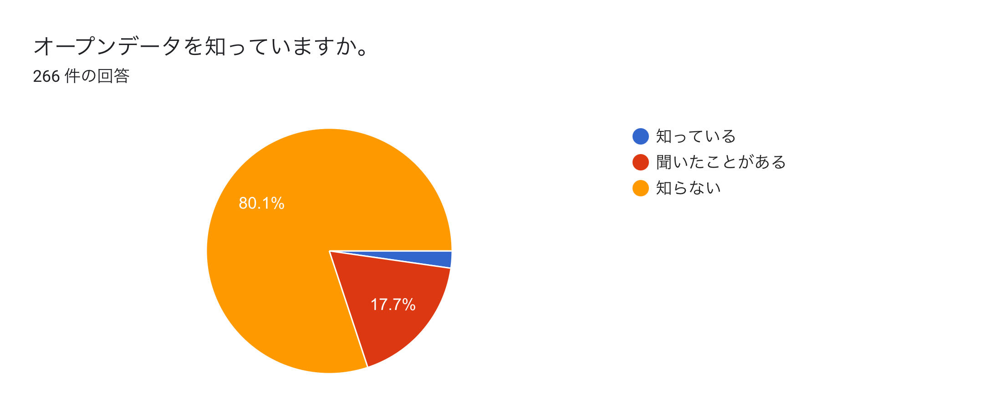 オープンデータを知っていますか。
266 件の回答
知っている
聞いたことがある
知らない
80.1%
17.7%